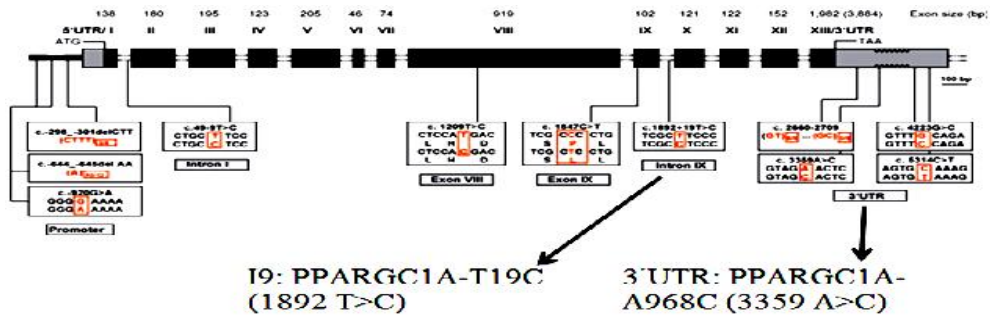 138 180 195 123 205 46 74 919 102 121 122 152 1,982 (3,884) Exon size (bp)
5'UTR/ I II III IV V VI VII VIII IX X XI XII XIII/3'UTR
ATG TAA
100 bp
c.-298_-301delCTT
(CTTT)
c.-644_-645del AA
(A)
c.-920G>A
GGG G AAAA
GGG A AAAA
Promoter
c.49-9T>C
CTGC T TCC
CTGC C TCC
Intron I
c. 1209T>C
CTCCA T GAC
L H D
CTCCA C GAC
L H D
Exon VIII
c. 1847C>T
TCG CCC CTG
S P L
TCG CTC CTG
S L L
Exon IX
c.1892+19T>C
TCGC T TCCC
TCGC C TCCC
Intron IX
c. 2660-2709
(GT) ... (GC)
c. 3359A>C
GTAG A ACTC
GTAG C ACTC
c. 4223G>C
GTTT G CAGA
GTTT C CAGA
c. 5314C>T
AGTG C AAAG
AGTG T AAAG
3'UTR
I9: PPARGC1A-T19C
(1892 T>C)
3'UTR: PPARGC1A-
A968C (3359 A>C)